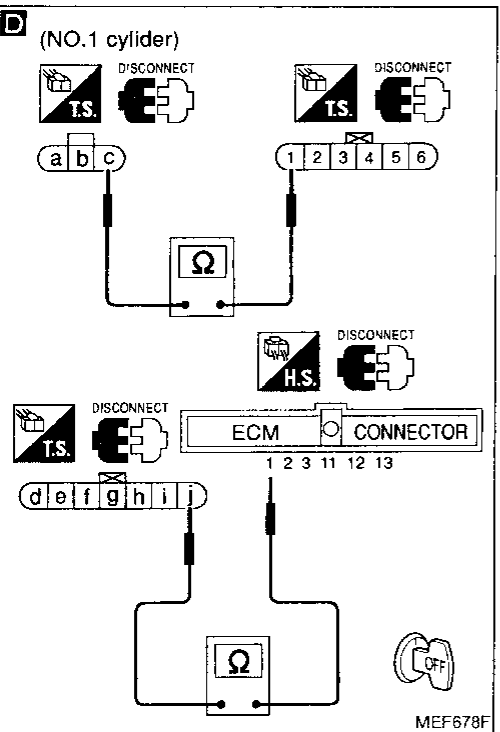 D
(NO.1 cylider)
DISCONNECT
DISCONNECT
T.S.
T.S.
a b c
1 2 3 4 5 6
Ω
DISCONNECT
H.S.
DISCONNECT
T.S.
ECM CONNECTOR
1 2 3 11 12 13
d e f g h i j
Ω
OFF
MEF678F